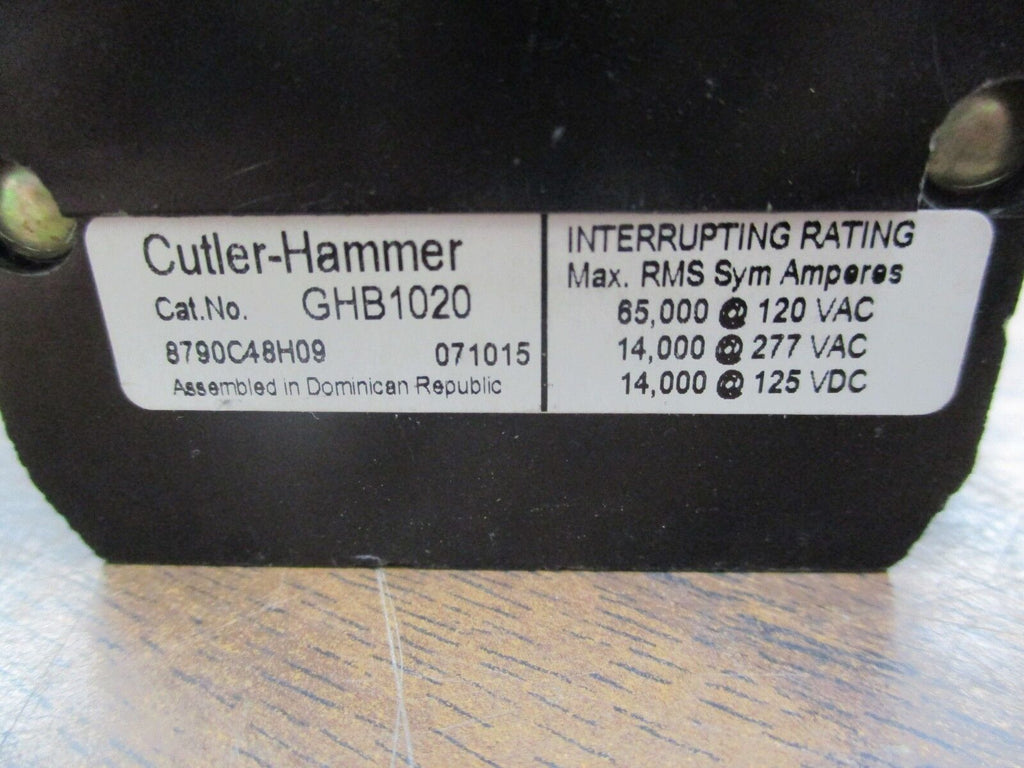 Cutler-Hammer
Cat.No. GHB1020
8790C48H09 071015
Assembled in Dominican Republic
INTERRUPTING RATING
Max. RMS Sym Amperes
65,000 @ 120 VAC
14,000 @ 277 VAC
14,000 @ 125 VDC